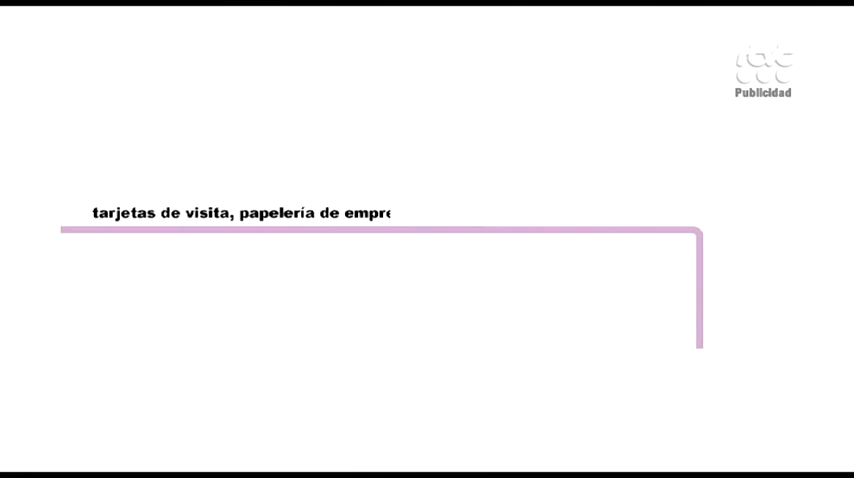 Publicidad
tarjetas de visita, papelería de empre